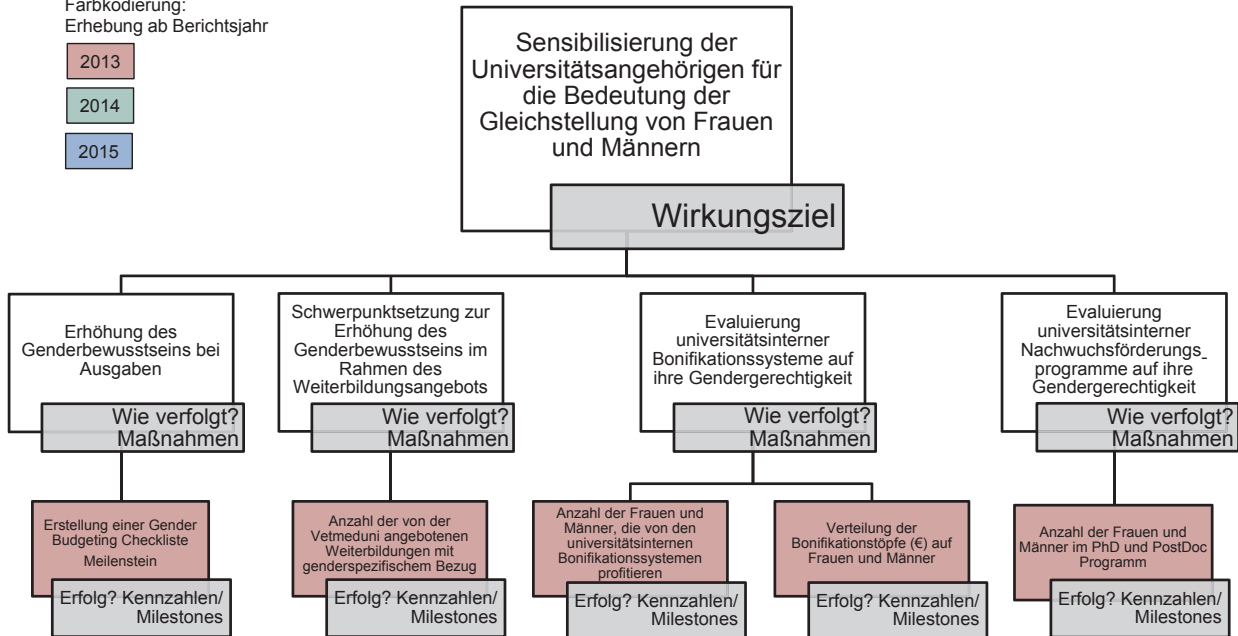 Farbkodierung:
Erhebung ab Berichtsjahr
2013
2014
2015
Sensibilisierung der
Universitätsangehörigen für
die Bedeutung der
Gleichstellung von Frauen
und Männern
Wirkungsziel
Erhöhung des
Genderbewusstseins bei
Ausgaben
Wie verfolgt?
Maßnahmen
Schwerpunktsetzung zur
Erhöhung des
Genderbewusstseins im
Rahmen des
Weiterbildungsangebots
Wie verfolgt?
Maßnahmen
Evaluierung
universitätsinterner
Bonifikationssysteme auf
ihre Gendergerechtigkeit
Wie verfolgt?
Maßnahmen
Evaluierung
universitätsinterner
Nachwuchsförderungs_
programme auf ihre
Gendergerechtigkeit
Wie verfolgt?
Maßnahmen
Erstellung einer Gender
Budgeting Checkliste
Meilenstein
Erfolg? Kennzahlen/
Milestones
Anzahl der von der
Vetmeduni angebotenen
Weiterbildungen mit
genderspezifischem Bezug
Erfolg? Kennzahlen/
Milestones
Anzahl der Frauen und
Männer, die von den
universitätsinternen
Bonifikationssystemen
profitieren
Erfolg? Kennzahlen/
Milestones
Verteilung der
Bonifikationstöpfe (€) auf
Frauen und Männer
Erfolg? Kennzahlen/
Milestones
Anzahl der Frauen und
Männer im PhD und PostDoc
Programm
Erfolg? Kennzahlen/
Milestones